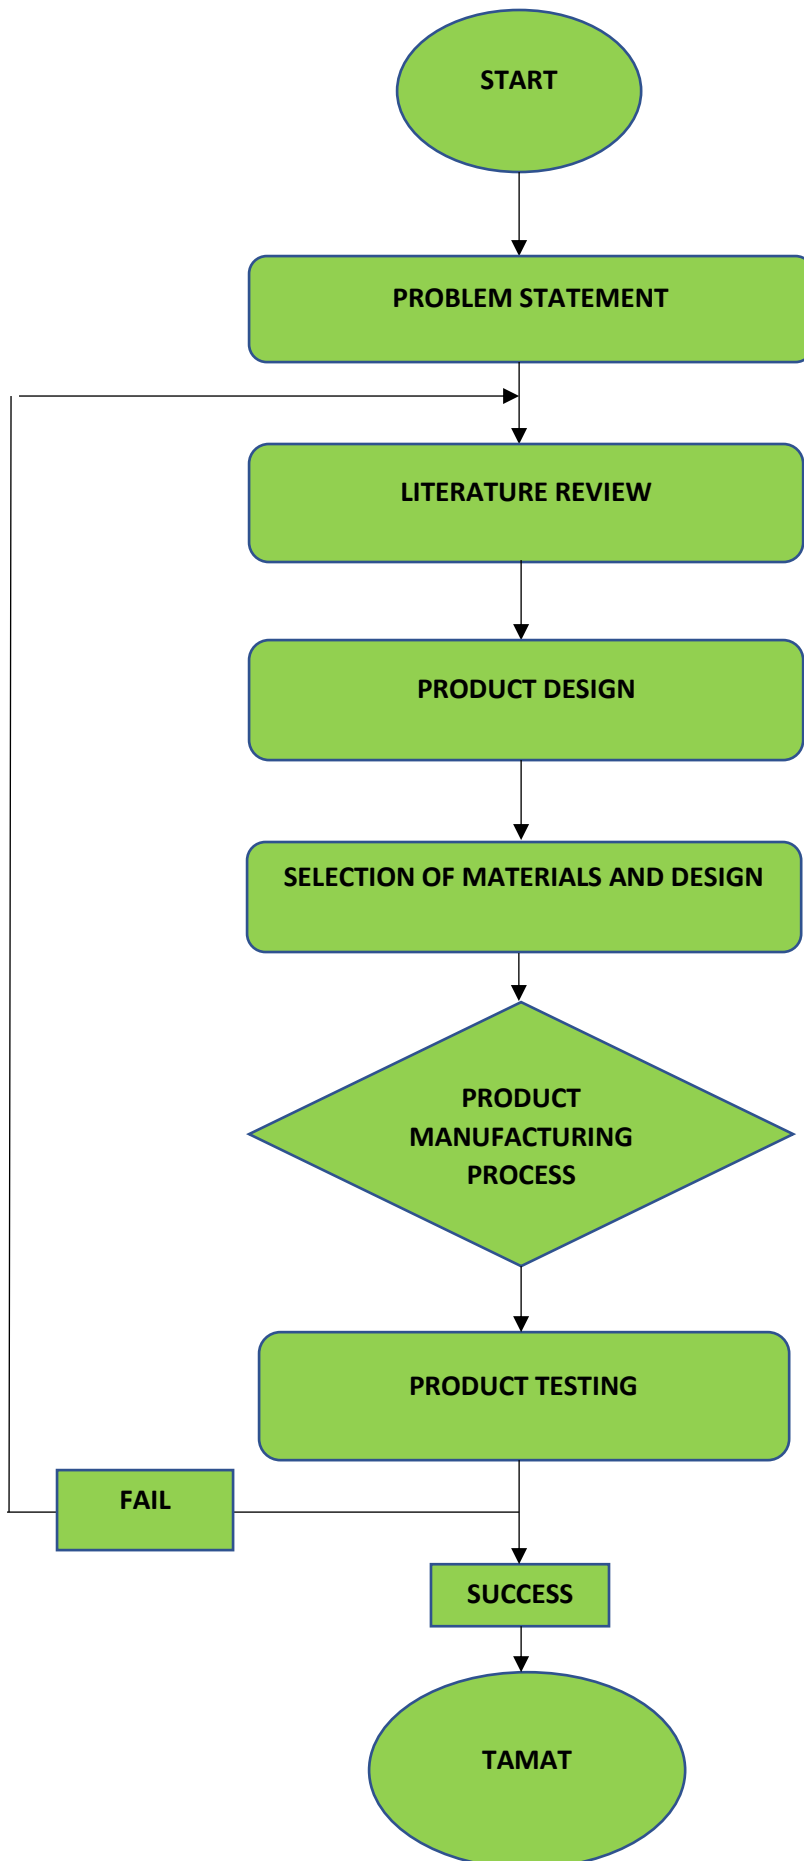 START
PROBLEM STATEMENT
LITERATURE REVIEW
PRODUCT DESIGN
SELECTION OF MATERIALS AND DESIGN
PRODUCT
MANUFACTURING
PROCESS
PRODUCT TESTING
FAIL
SUCCESS
TAMAT